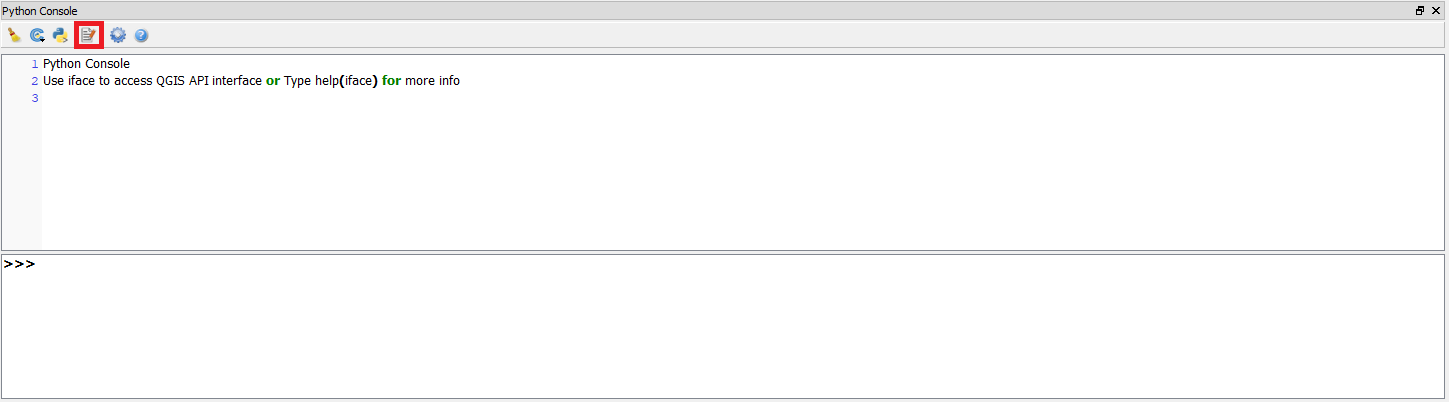 Python Console
1 Python Console
2 Use iface to access QGIS API interface or Type help(iface) for more info
3
>>>